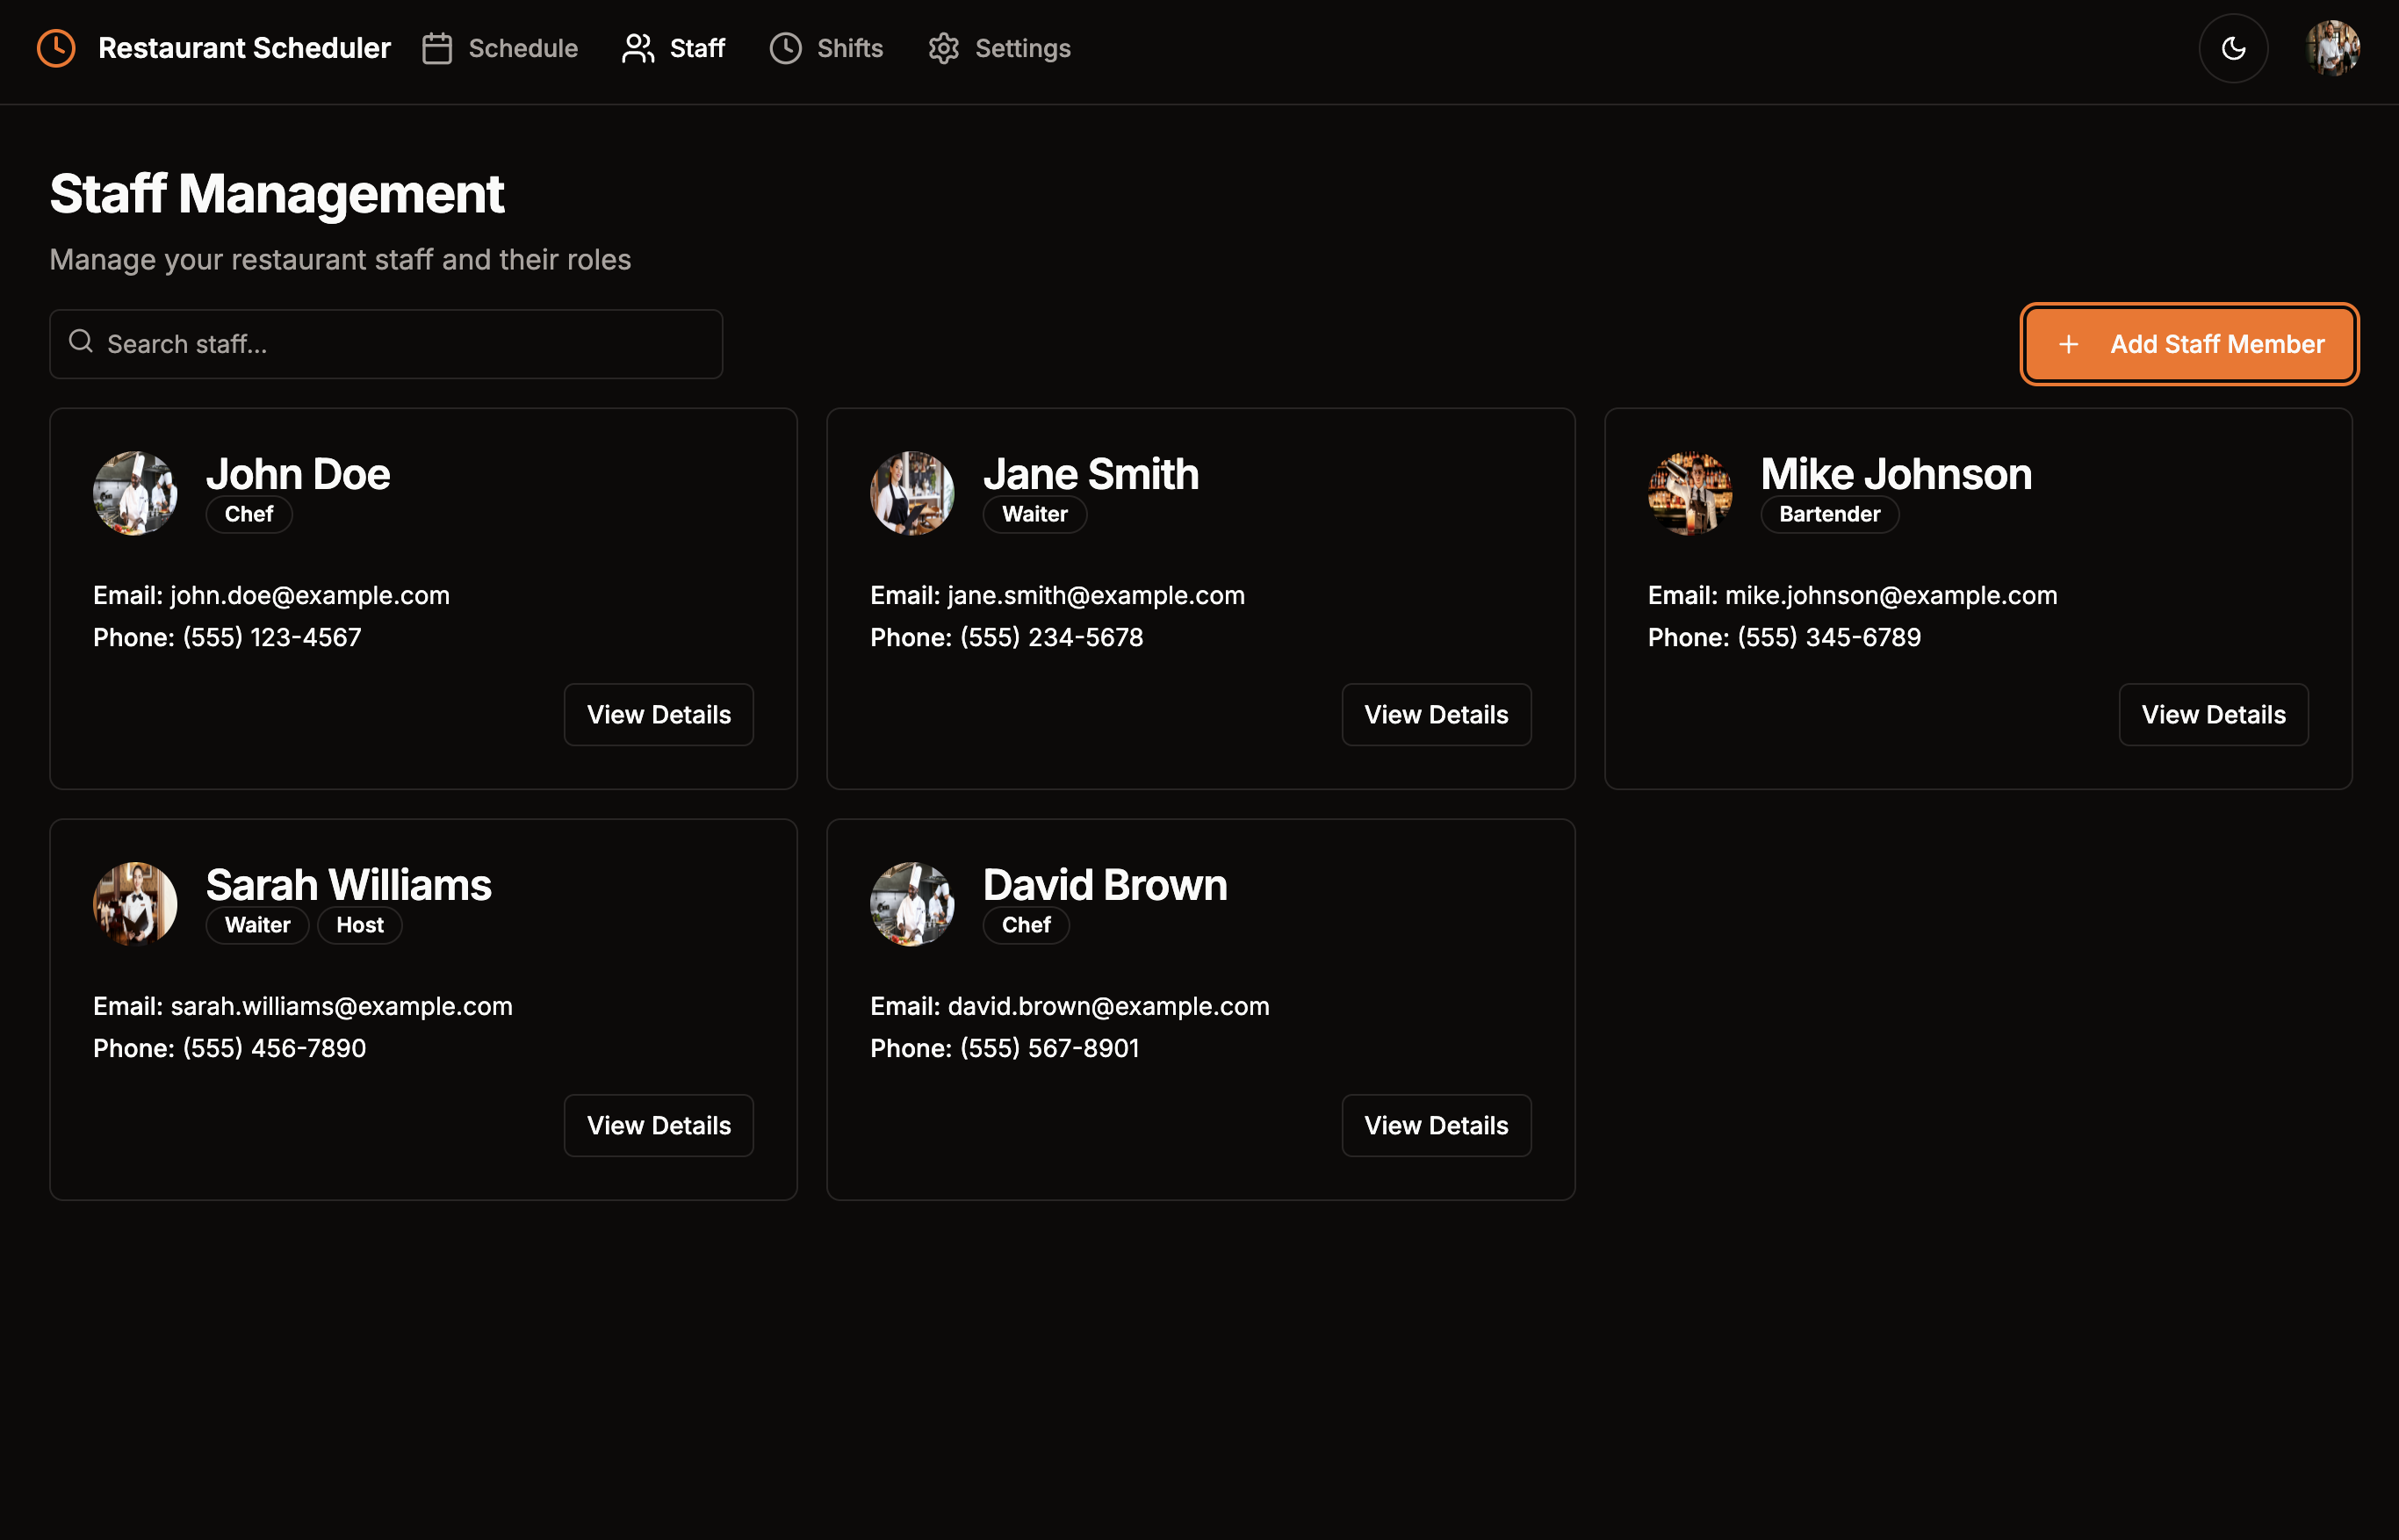 Restaurant Scheduler Schedule Staff Shifts Settings
Staff Management
Manage your restaurant staff and their roles
Search staff...
Add Staff Member
John Doe
Chef
Email: john.doe@example.com
Phone: (555) 123-4567
View Details
Jane Smith
Waiter
Email: jane.smith@example.com
Phone: (555) 234-5678
View Details
Mike Johnson
Bartender
Email: mike.johnson@example.com
Phone: (555) 345-6789
View Details
Sarah Williams
Waiter Host
Email: sarah.williams@example.com
Phone: (555) 456-7890
View Details
David Brown
Chef
Email: david.brown@example.com
Phone: (555) 567-8901
View Details